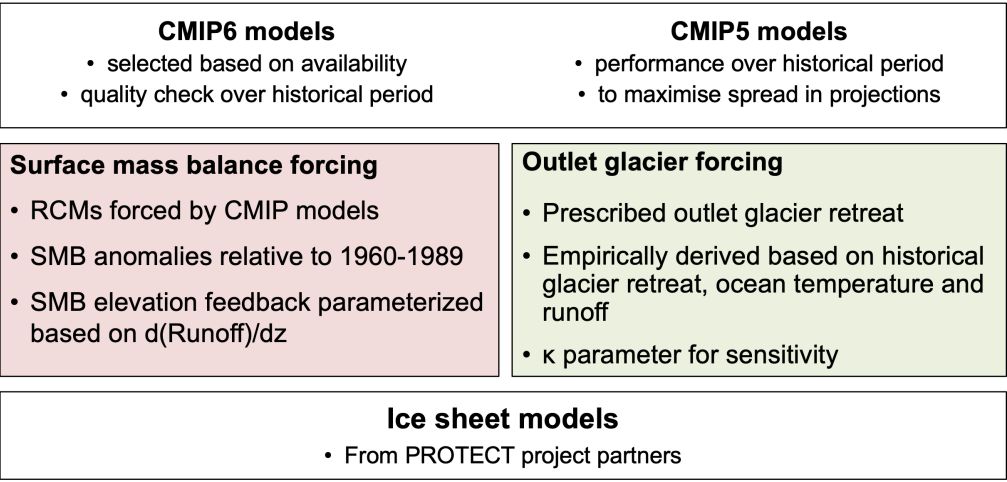 CMIP6 models
• selected based on availability
• quality check over historical period
CMIP5 models
• performance over historical period
• to maximise spread in projections
Surface mass balance forcing
• RCMs forced by CMIP models
• SMB anomalies relative to 1960-1989
• SMB elevation feedback parameterized
based on d(Runoff)/dz
Outlet glacier forcing
• Prescribed outlet glacier retreat
• Empirically derived based on historical
glacier retreat, ocean temperature and
runoff
• κ parameter for sensitivity
Ice sheet models
• From PROTECT project partners